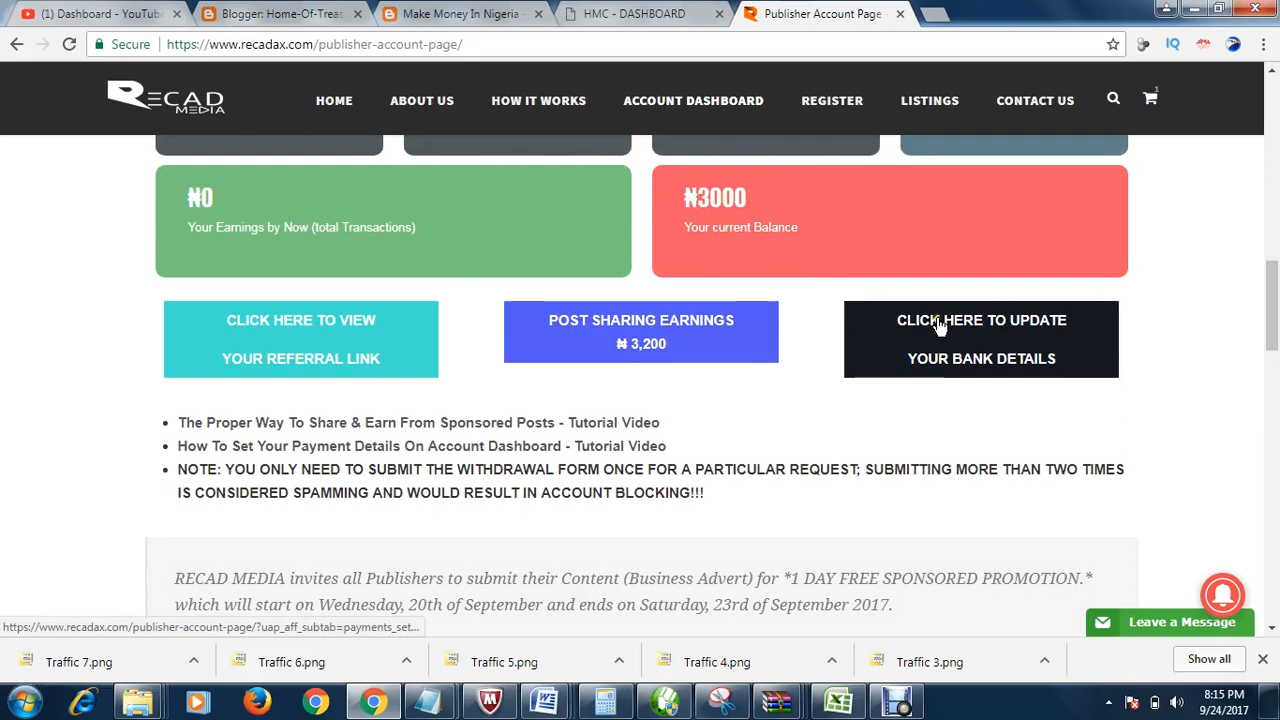 (1) Dashboard - YouTube
Blogger: Home-Of-Treas
Make Money In Nigeria -
HMC - DASHBOARD
Publisher Account Page
Secure
https://www.recadax.com/publisher-account-page/
IQ
RECAD
MEDIA
HOME
ABOUT US
HOW IT WORKS
ACCOUNT DASHBOARD
REGISTER
LISTINGS
CONTACT US
1
₦0
Your Earnings by Now (total Transactions)
₦3000
Your current Balance
CLICK HERE TO VIEW
YOUR REFERRAL LINK
POST SHARING EARNINGS
₦ 3,200
CLICK HERE TO UPDATE
YOUR BANK DETAILS
The Proper Way To Share & Earn From Sponsored Posts - Tutorial Video
How To Set Your Payment Details On Account Dashboard - Tutorial Video
NOTE: YOU ONLY NEED TO SUBMIT THE WITHDRAWAL FORM ONCE FOR A PARTICULAR REQUEST; SUBMITTING MORE THAN TWO TIMES
IS CONSIDERED SPAMMING AND WOULD RESULT IN ACCOUNT BLOCKING!!!
RECAD MEDIA invites all Publishers to submit their Content (Business Advert) for *1 DAY FREE SPONSORED PROMOTION.*
which will start on Wednesday, 20th of September and ends on Saturday, 23rd of September 2017.
Leave a Message
https://www.recadax.com/publisher-account-page/?uap_aff_subtab=payments_set...
Traffic 7.png
Traffic 6.png
Traffic 5.png
Traffic 4.png
Traffic 3.png
Show all
8:15 PM
9/24/2017